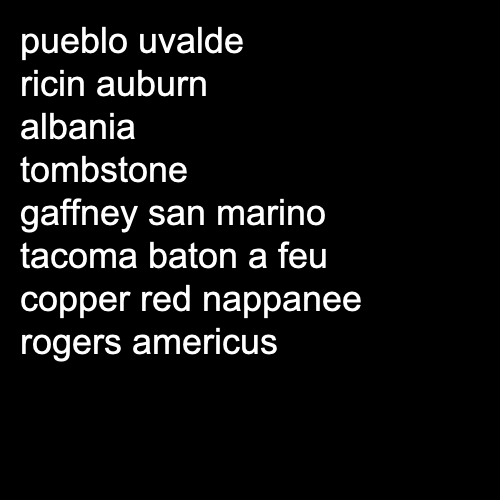 pueblo uvalde
ricin auburn
albania
tombstone
gaffney san marino
tacoma baton a feu
copper red nappanee
rogers americus